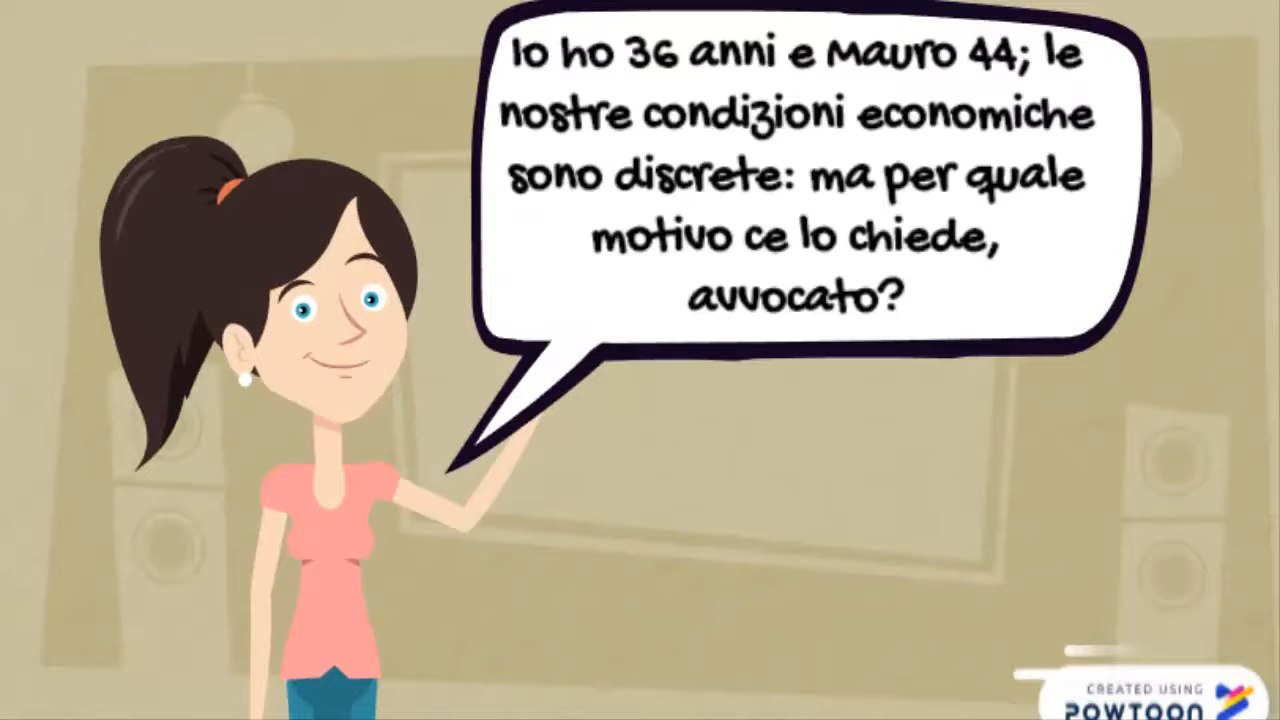 Io ho 36 anni e Mauro 44; le
nostre condizioni economiche
sono discrete: ma per quale
motivo ce lo chiede,
avvocato?
CREATED USING
POWTOON